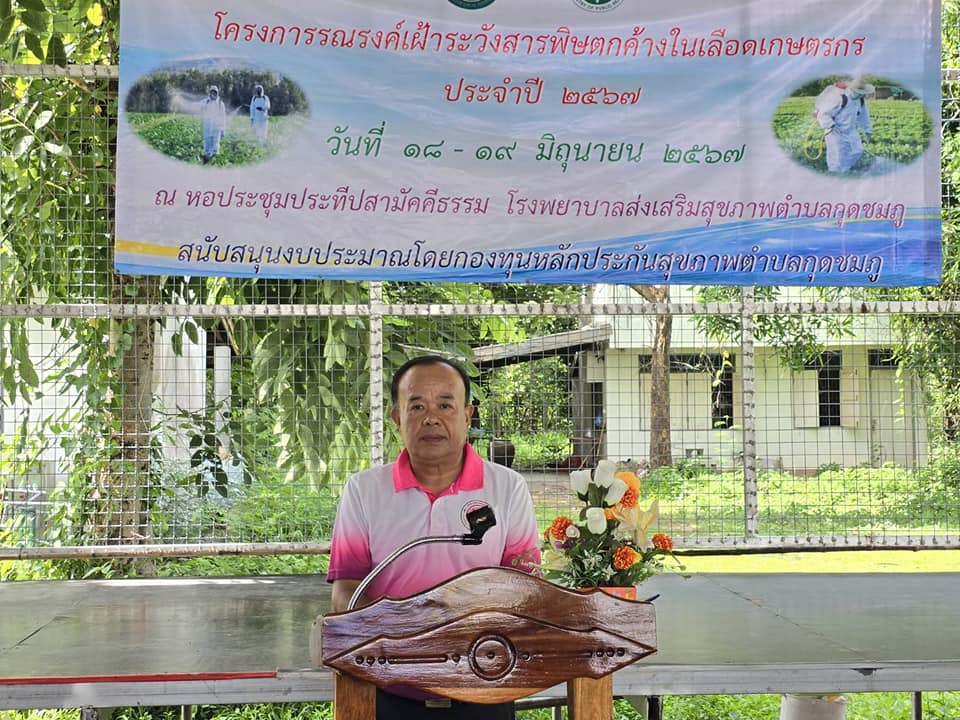 โครงการรณรงค์เฝ้าระวังสารพิษตกค้างในเลือดเกษตรกร
ประจำปี ๒๕๖๗
วันที่ ๑๘ - ๑๙ มิถุนายน ๒๕๖๗
ณ หอประชุมประทีปสามัคคีธรรม โรงพยาบาลส่งเสริมสุขภาพตำบลกุดชมภู
สนับสนุนงบประมาณโดยกองทุนหลักประกันสุขภาพตำบลกุดชมภู